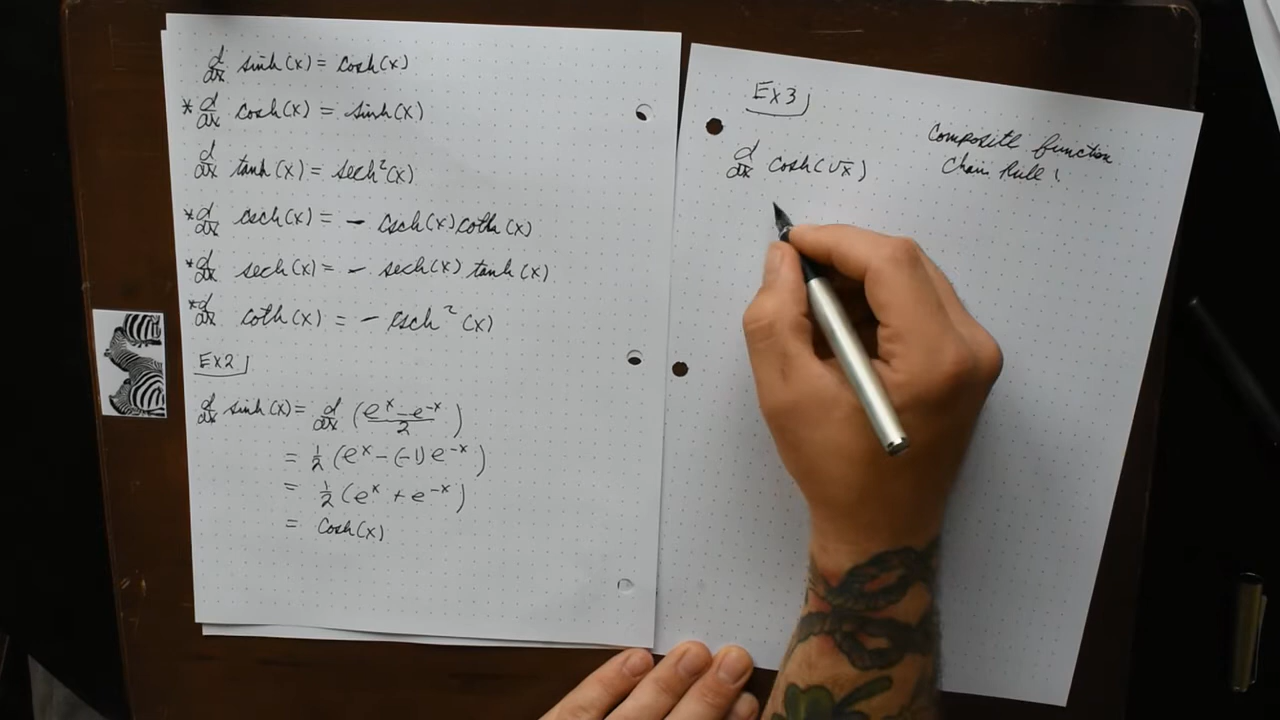 d/dx sinh(x) = cosh(x)
* d/dx cosh(x) = sinh(x)
d/dx tanh(x) = sech²(x)
* d/dx csch(x) = - csch(x) coth(x)
* d/dx sech(x) = - sech(x) tanh(x)
* d/dx coth(x) = - csch²(x)
Ex2
d/dx sinh(x) = d/dx ((e^x - e^-x)/2)
= 1/2 (e^x - (-1)e^-x)
= 1/2 (e^x + e^-x)
= cosh(x)
Ex3
d/dx cosh(√x)
Composite function
Chain Rule!